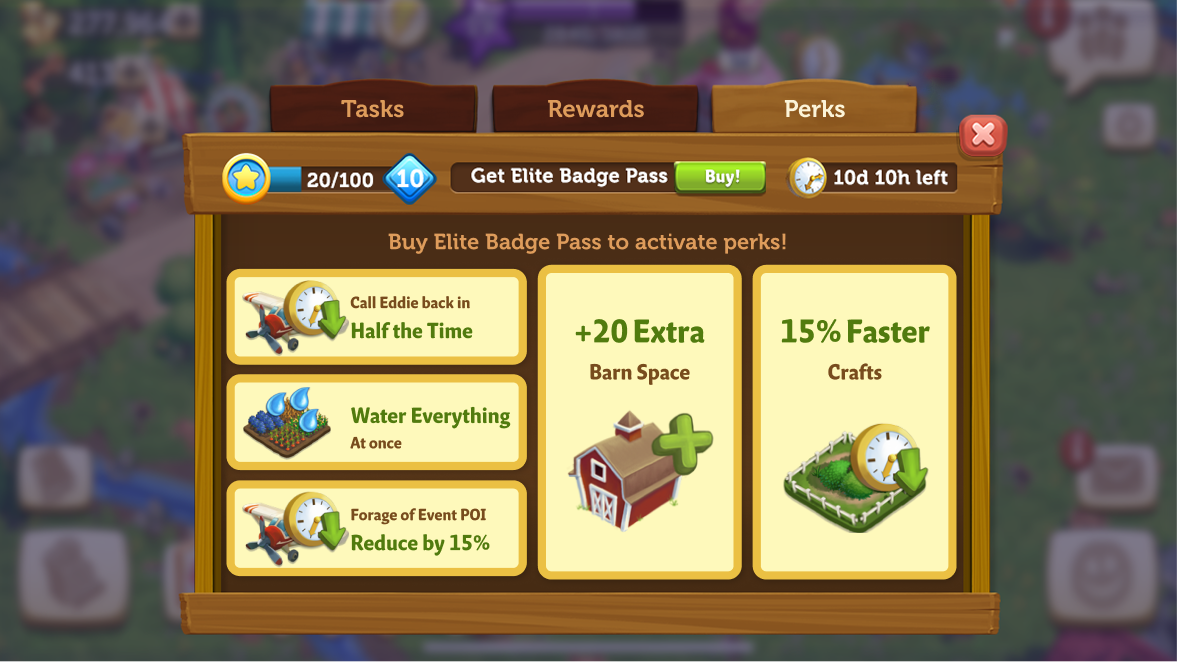 Tasks
Rewards
Perks
20/100
10
Get Elite Badge Pass
Buy!
10d 10h left
Buy Elite Badge Pass to activate perks!
Call Eddie back in
Half the Time
Water Everything
At once
Forage of Event POI
Reduce by 15%
+20 Extra
Barn Space
15% Faster
Crafts